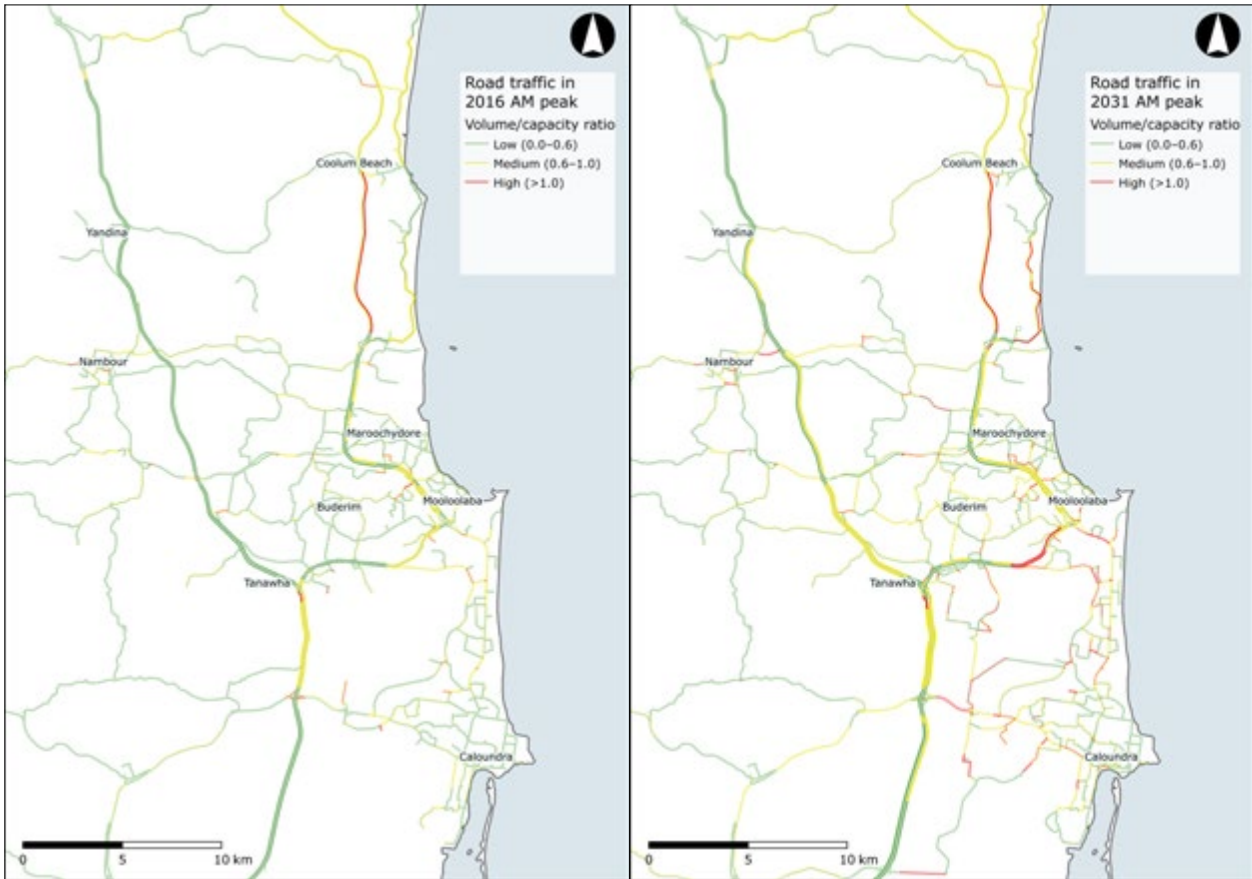 Road traffic in
2016 AM peak
Volume/capacity ratio
Low (0.0–0.6)
Medium (0.6–1.0)
High (>1.0)
Coolum Beach
Yandina
Nambour
Maroochydore
Mooloolaba
Buderim
Tanawha
Caloundra
0 5 10 km
Road traffic in
2031 AM peak
Volume/capacity ratio
Low (0.0–0.6)
Medium (0.6–1.0)
High (>1.0)
Coolum Beach
Yandina
Nambour
Maroochydore
Mooloolaba
Buderim
Tanawha
Caloundra
0 5 10 km